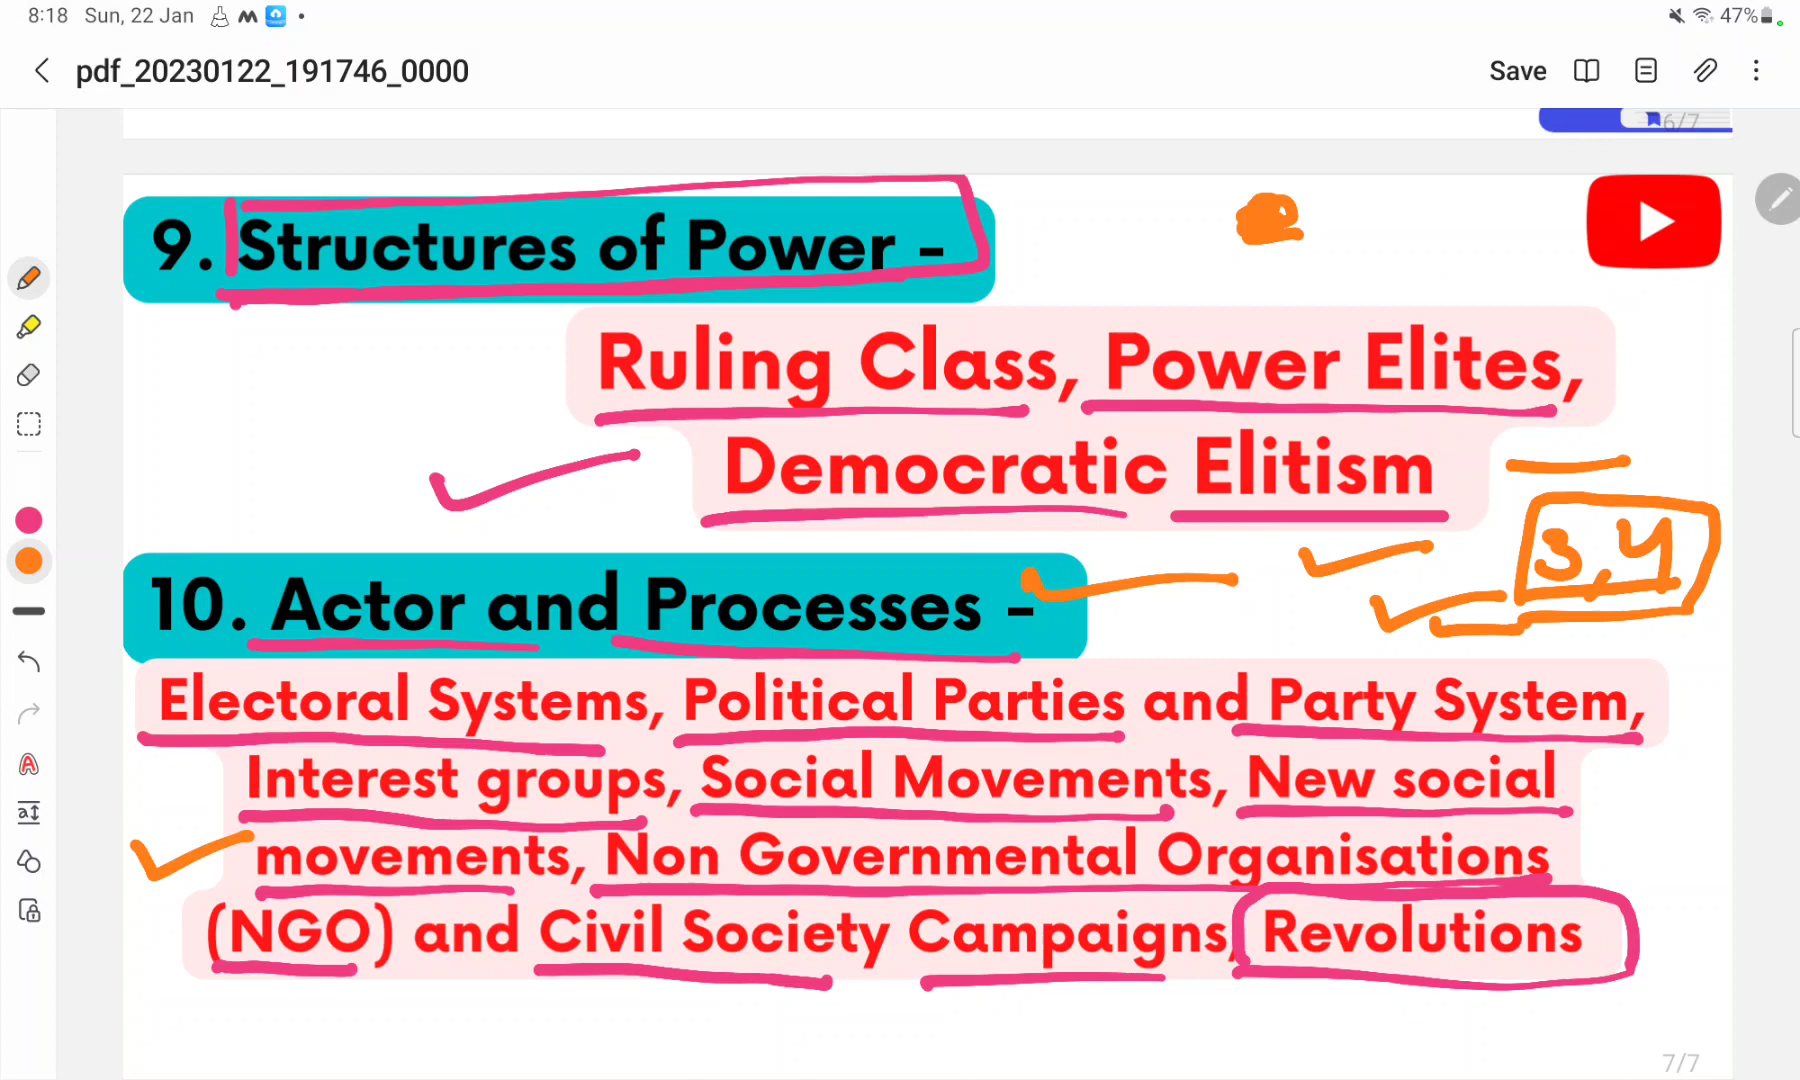 8:18 Sun, 22 Jan
47%
pdf_20230122_191746_0000
Save
6/7
9. Structures of Power -
Ruling Class, Power Elites,
Democratic Elitism
3,4
10. Actor and Processes -
Electoral Systems, Political Parties and Party System,
Interest groups, Social Movements, New social
movements, Non Governmental Organisations
(NGO) and Civil Society Campaigns, Revolutions
7/7